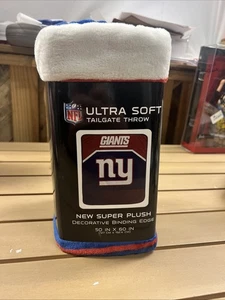 NFL
ULTRA SOFT
TAILGATE THROW
GIANTS
ny
NEW SUPER PLUSH
DECORATIVE BINDING EDGE
50 IN X 60 IN